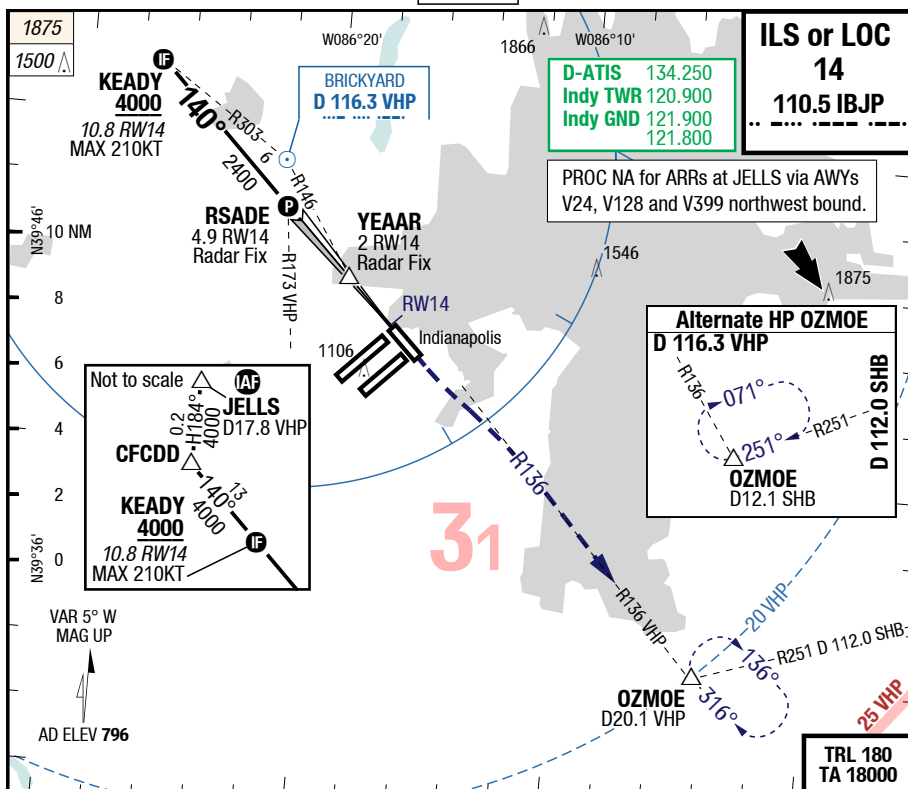 1875
1500
W086°20'
1866
W086°10'
ILS or LOC
14
110.5 IBJP
D-ATIS 134.250
Indy TWR 120.900
Indy GND 121.900
121.800
KEADY
4000
10.8 RW14
MAX 210KT
BRICKYARD
D 116.3 VHP
140°
R303
6
2400
R146
PROC NA for ARRs at JELLS via AWYs
V24, V128 and V399 northwest bound.
N39°46'
10 NM
P
RSADE
4.9 RW14
Radar Fix
YEAAR
2 RW14
Radar Fix
R173 VHP
1546
1875
8
RW14
Indianapolis
6
1106
Alternate HP OZMOE
D 116.3 VHP
R136
071°
R251
251°
D 112.0 SHB
OZMOE
D12.1 SHB
Not to scale
IAF
JELLS
D17.8 VHP
0.2
H184°
4000
CFCDD
140°
13
4000
KEADY
4000
10.8 RW14
MAX 210KT
IF
IF
4
2
0
N39°36'
R136
31
R136 VHP
20 VHP
R251 D 112.0 SHB
136°
316°
OZMOE
D20.1 VHP
25 VHP
VAR 5° W
MAG UP
AD ELEV 796
TRL 180
TA 18000